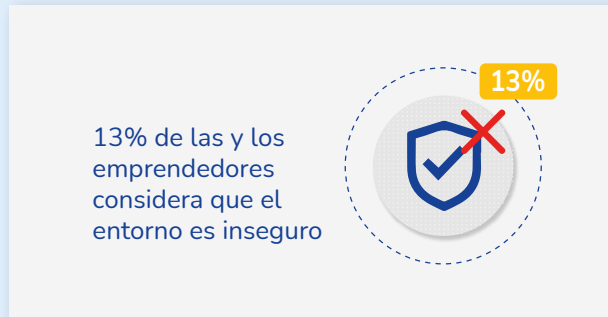 13%
13% de las y los
emprendedores
considera que el
entorno es inseguro